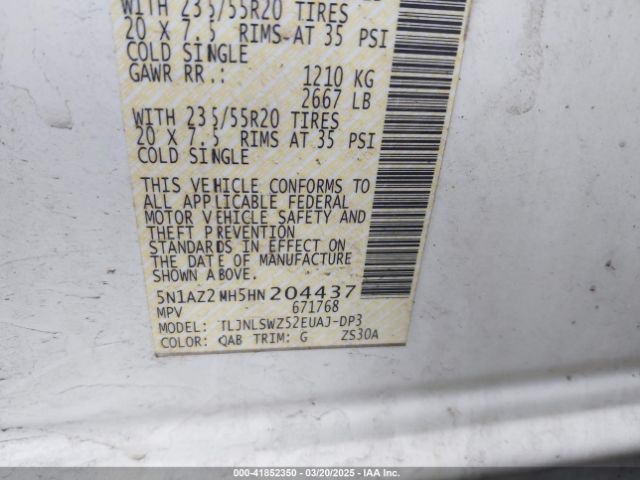 WITH 235/55R20 TIRES
20 X 7.5 RIMS AT 35 PSI
COLD SINGLE
GAWR RR.: 1210 KG
2667 LB
WITH 235/55R20 TIRES
20 X 7.5 RIMS AT 35 PSI
COLD SINGLE
THIS VEHICLE CONFORMS TO
ALL APPLICABLE FEDERAL
MOTOR VEHICLE SAFETY AND
THEFT PREVENTION
STANDARDS IN EFFECT ON
THE DATE OF MANUFACTURE
SHOWN ABOVE.
5N1AZ2MH5HN204437
MPV 671768
MODEL: TLJNLSWZ52EUAJ-DP3
COLOR: QAB TRIM: G ZS30A
000-41852350 | 03/20/2025 | IAA Inc.